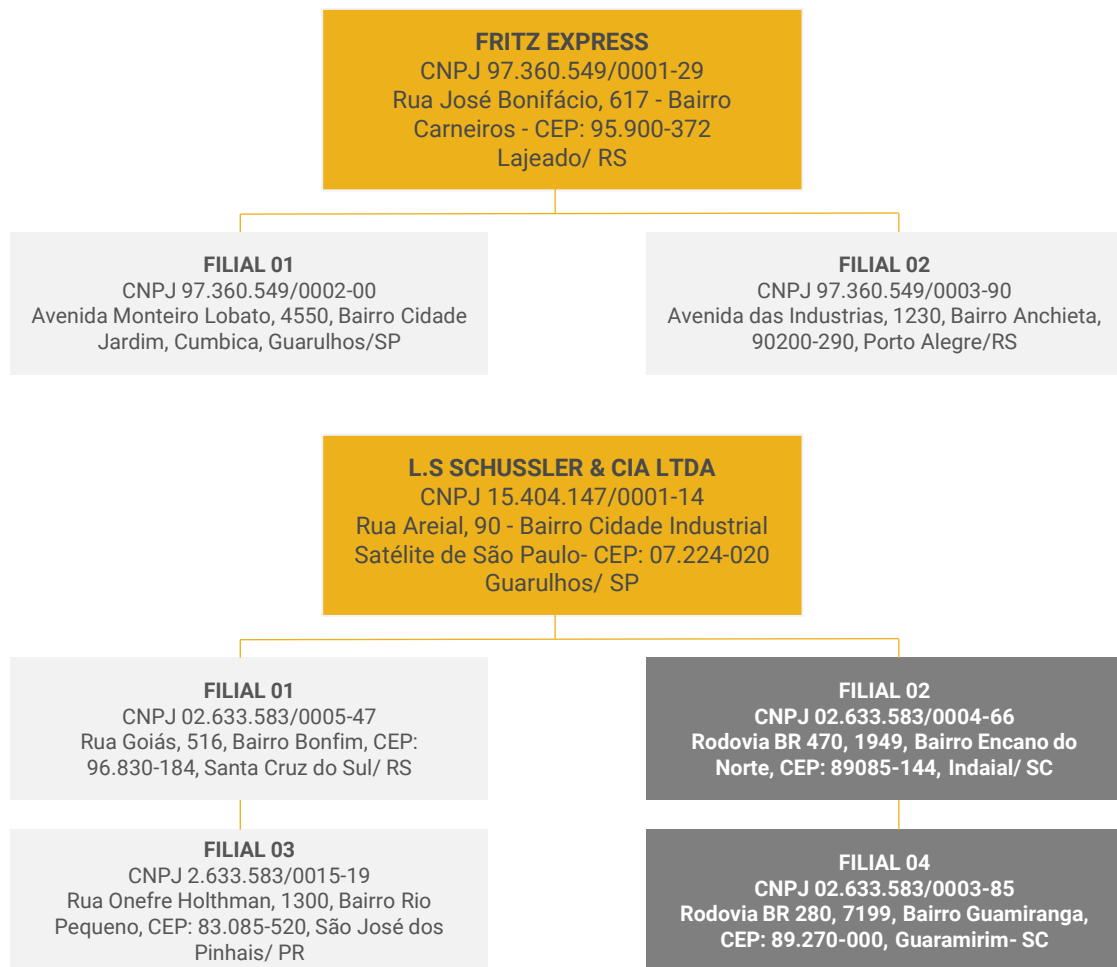 FRITZ EXPRESS
CNPJ 97.360.549/0001-29
Rua José Bonifácio, 617 - Bairro
Carneiros - CEP: 95.900-372
Lajeado/ RS
FILIAL 01
CNPJ 97.360.549/0002-00
Avenida Monteiro Lobato, 4550, Bairro Cidade
Jardim, Cumbica, Guarulhos/SP
FILIAL 02
CNPJ 97.360.549/0003-90
Avenida das Industrias, 1230, Bairro Anchieta,
90200-290, Porto Alegre/RS
L.S SCHUSSLER & CIA LTDA
CNPJ 15.404.147/0001-14
Rua Areial, 90 - Bairro Cidade Industrial
Satélite de São Paulo- CEP: 07.224-020
Guarulhos/ SP
FILIAL 01
CNPJ 02.633.583/0005-47
Rua Goiás, 516, Bairro Bonfim, CEP:
96.830-184, Santa Cruz do Sul/ RS
FILIAL 02
CNPJ 02.633.583/0004-66
Rodovia BR 470, 1949, Bairro Encano do
Norte, CEP: 89085-144, Indaial/ SC
FILIAL 03
CNPJ 2.633.583/0015-19
Rua Onefre Holthman, 1300, Bairro Rio
Pequeno, CEP: 83.085-520, São José dos
Pinhais/ PR
FILIAL 04
CNPJ 02.633.583/0003-85
Rodovia BR 280, 7199, Bairro Guamiranga,
CEP: 89.270-000, Guaramirim- SC